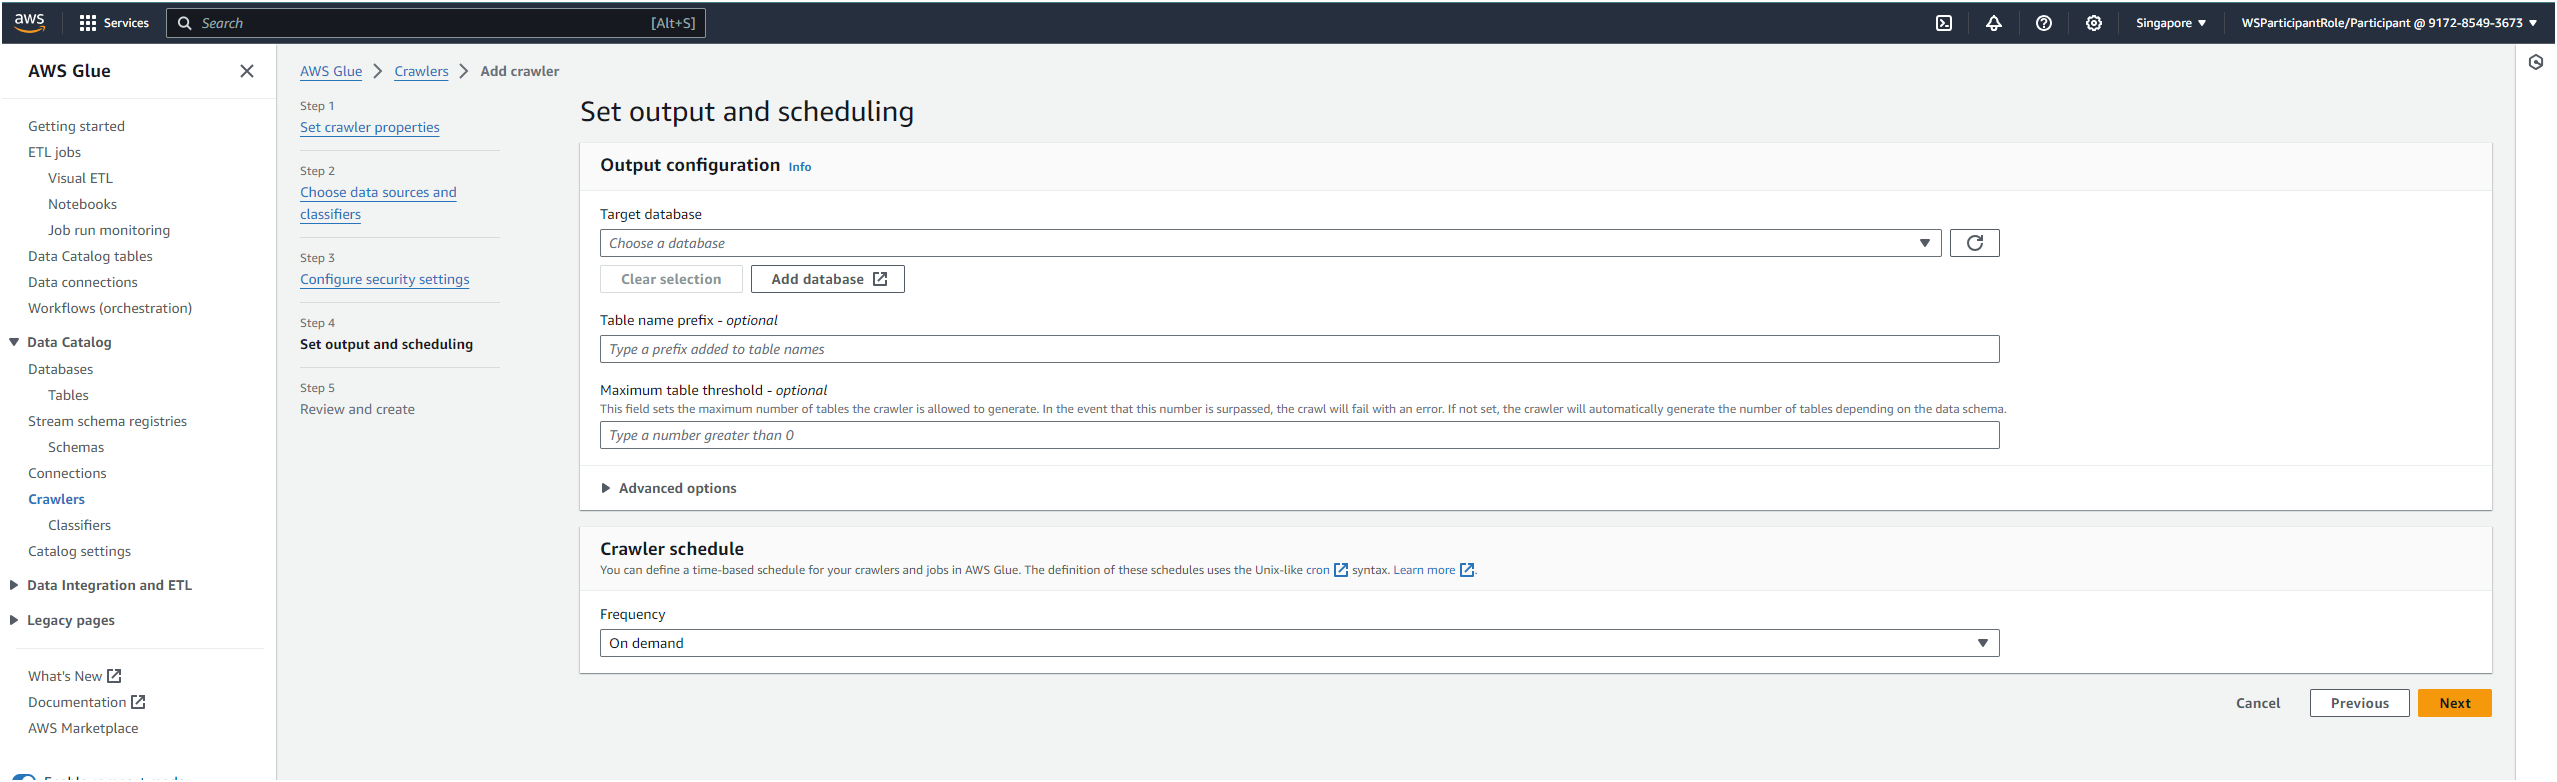 aws
Services
Search
[Alt+S]
Singapore
WSParticipantRole/Participant @ 9172-8549-3673
AWS Glue
Getting started
ETL jobs
Visual ETL
Notebooks
Job run monitoring
Data Catalog tables
Data connections
Workflows (orchestration)
Data Catalog
Databases
Tables
Stream schema registries
Schemas
Connections
Crawlers
Classifiers
Catalog settings
Data Integration and ETL
Legacy pages
What's New
Documentation
AWS Marketplace
AWS Glue
Crawlers
Add crawler
Step 1
Set crawler properties
Step 2
Choose data sources and
classifiers
Step 3
Configure security settings
Step 4
Set output and scheduling
Step 5
Review and create
Set output and scheduling
Output configuration Info
Target database
Choose a database
Clear selection
Add database
Table name prefix - optional
Type a prefix added to table names
Maximum table threshold - optional
This field sets the maximum number of tables the crawler is allowed to generate. In the event that this number is surpassed, the crawl will fail with an error. If not set, the crawler will automatically generate the number of tables depending on the data schema.
Type a number greater than 0
Advanced options
Crawler schedule
You can define a time-based schedule for your crawlers and jobs in AWS Glue. The definition of these schedules uses the Unix-like cron syntax. Learn more.
Frequency
On demand
Cancel
Previous
Next